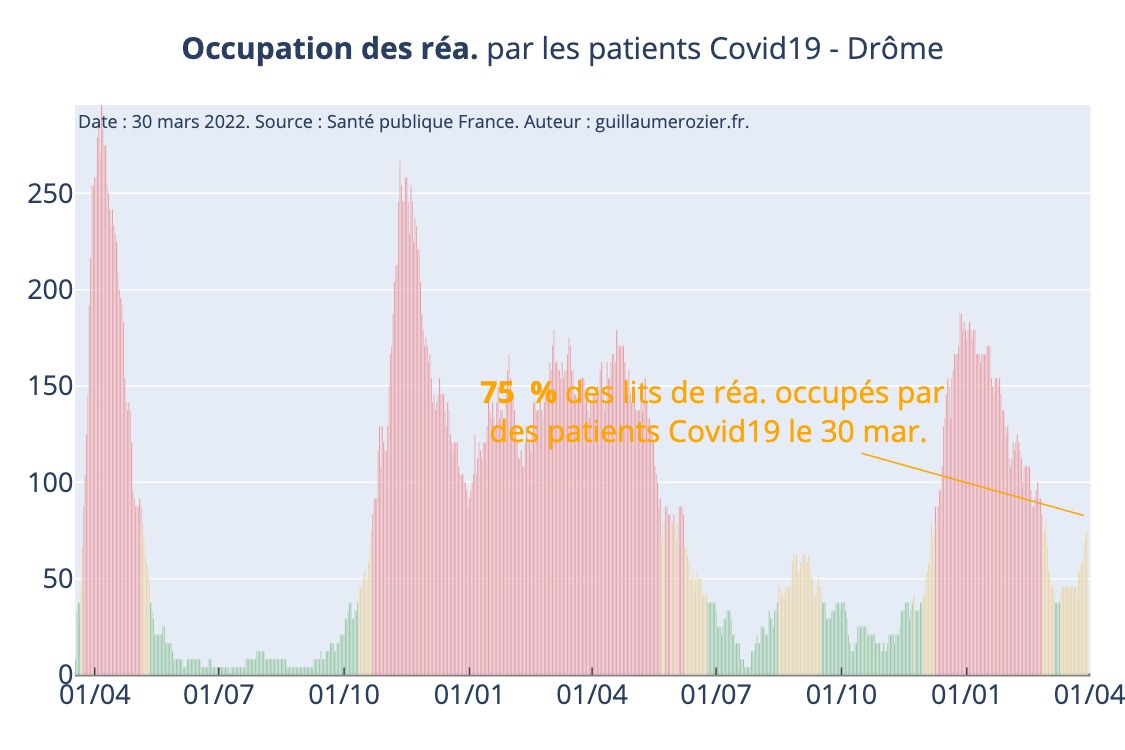 Occupation des réa. par les patients Covid19 - Drôme
Date : 30 mars 2022. Source : Santé publique France. Auteur : guillaumerozier.fr.
250
200
150
100
50
0
75 % des lits de réa. occupés par
des patients Covid19 le 30 mar.
01/04 01/07 01/10 01/01 01/04 01/07 01/10 01/01 01/04